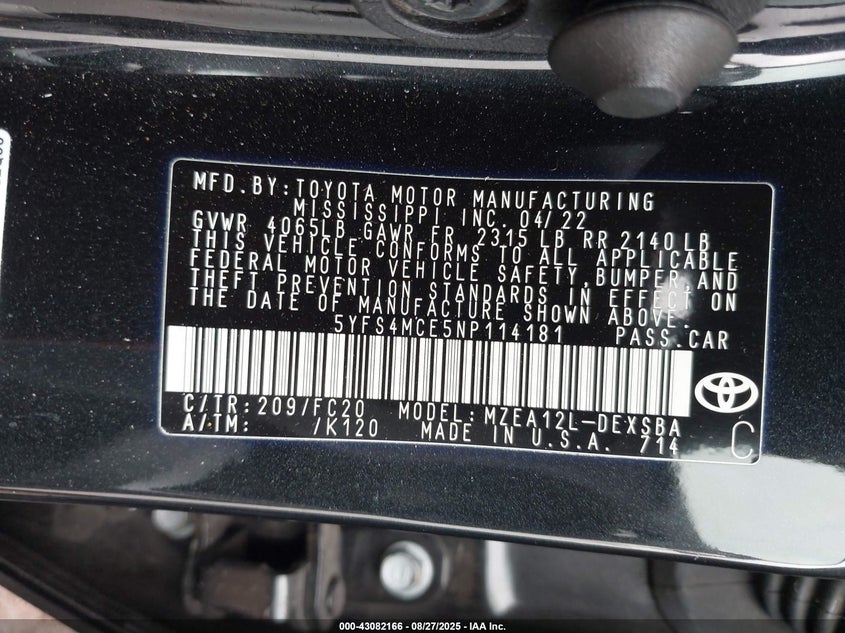 MFD.BY:TOYOTA MOTOR MANUFACTURING
MISSISSIPPI INC. 04/22
GVWR 4065LB GAWR FR 2315 LB RR 2140 LB
THIS VEHICLE CONFORMS TO ALL APPLICABLE
FEDERAL MOTOR VEHICLE SAFETY, BUMPER, AND
THEFT PREVENTION STANDARDS IN EFFECT ON
THE DATE OF MANUFACTURE SHOWN ABOVE.
5YFS4MCE5NP114181 PASS.CAR
C/TR:209/FC20 MODEL:MZEA12L-DEXSBA
A/TM: /K120 MADE IN U.S.A. 714
C
000-43082166 - 08/27/2025 - IAA Inc.